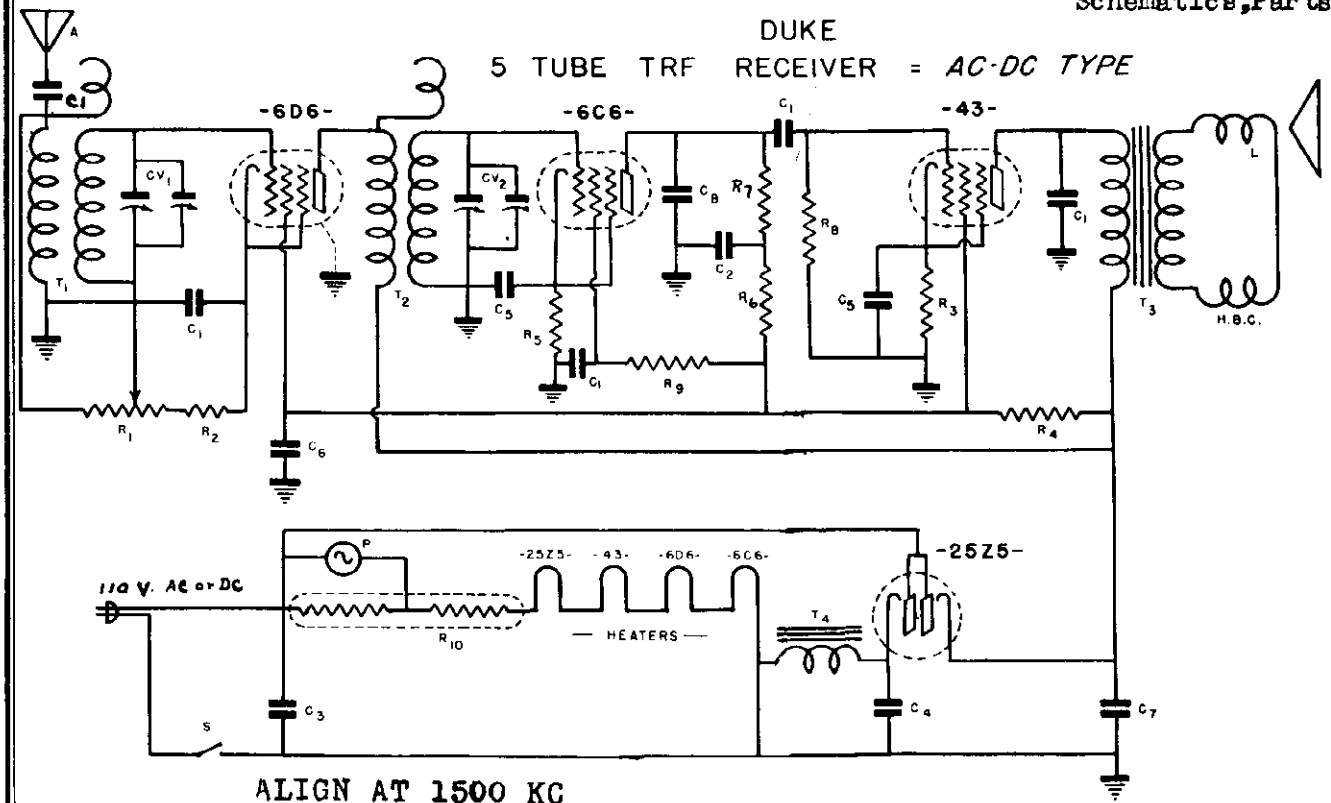 Schematics,Parts
DUKE
5 TUBE TRF RECEIVER = AC-DC TYPE
A
C1
-6D6-
-6C6-
C1
-43-
CV1
CV2
C8
R7
R8
C1
L
T1
C1
T2
C5
C2
R6
R5
C5
R3
T3
H.B.C.
C1
R9
R1
R2
R4
C6
P
-25Z5-
-43-
-6D6-
-6C6-
-25Z5-
110 V. AC or DC
R10
— HEATERS —
T4
C3
C4
C7
S
ALIGN AT 1500 KC